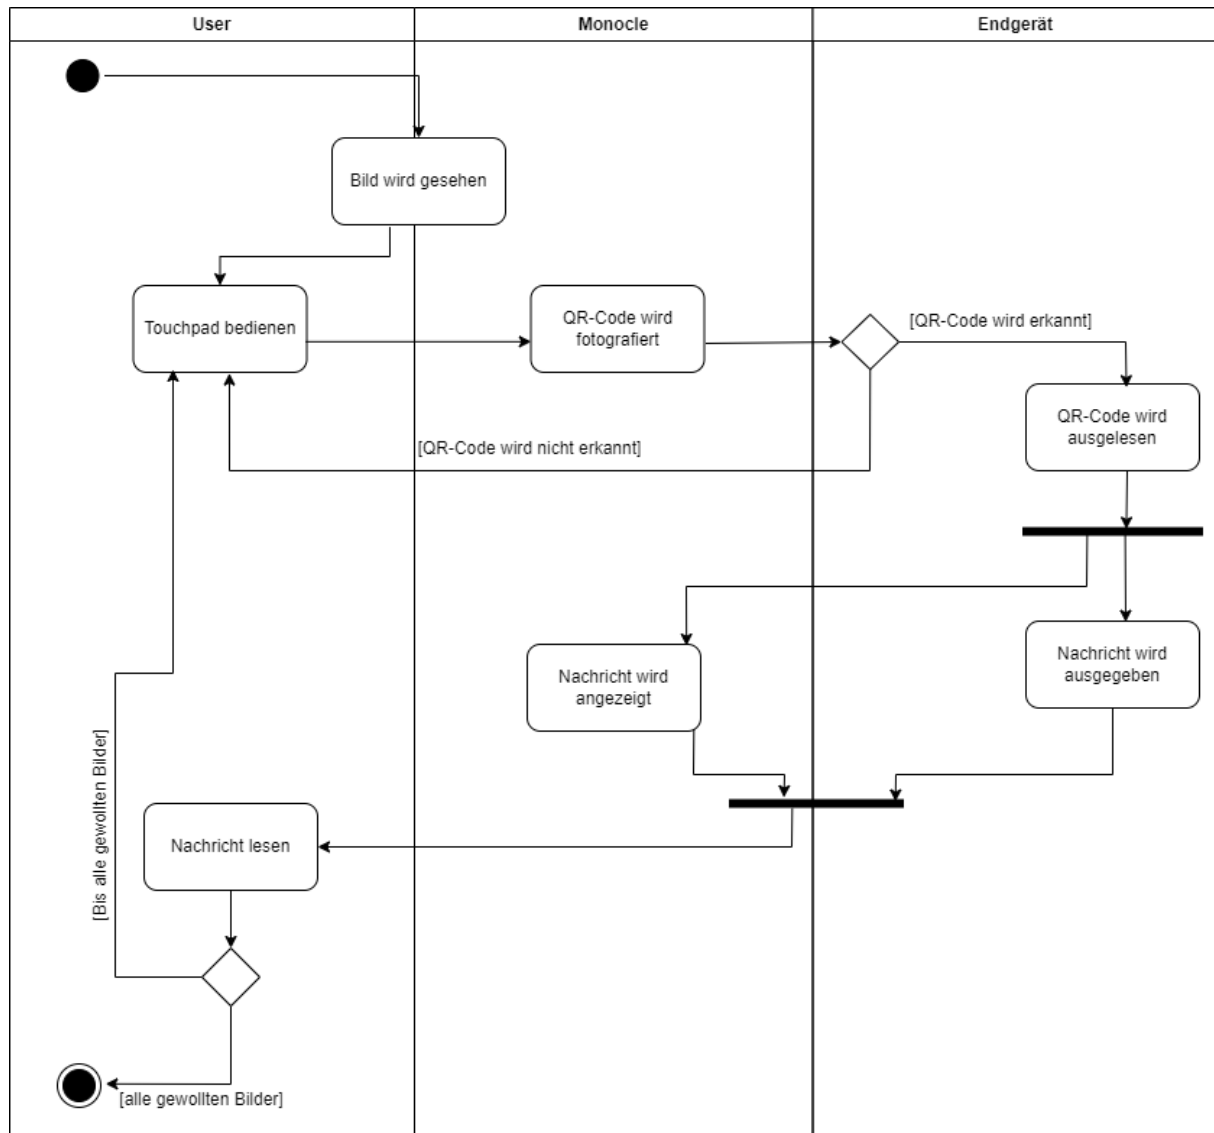 User
Monocle
Endgerät
Bild wird gesehen
Touchpad bedienen
QR-Code wird
fotografiert
[QR-Code wird erkannt]
QR-Code wird
ausgelesen
[QR-Code wird nicht erkannt]
Nachricht wird
angezeigt
Nachricht wird
ausgegeben
[Bis alle gewollten Bilder]
Nachricht lesen
[alle gewollten Bilder]